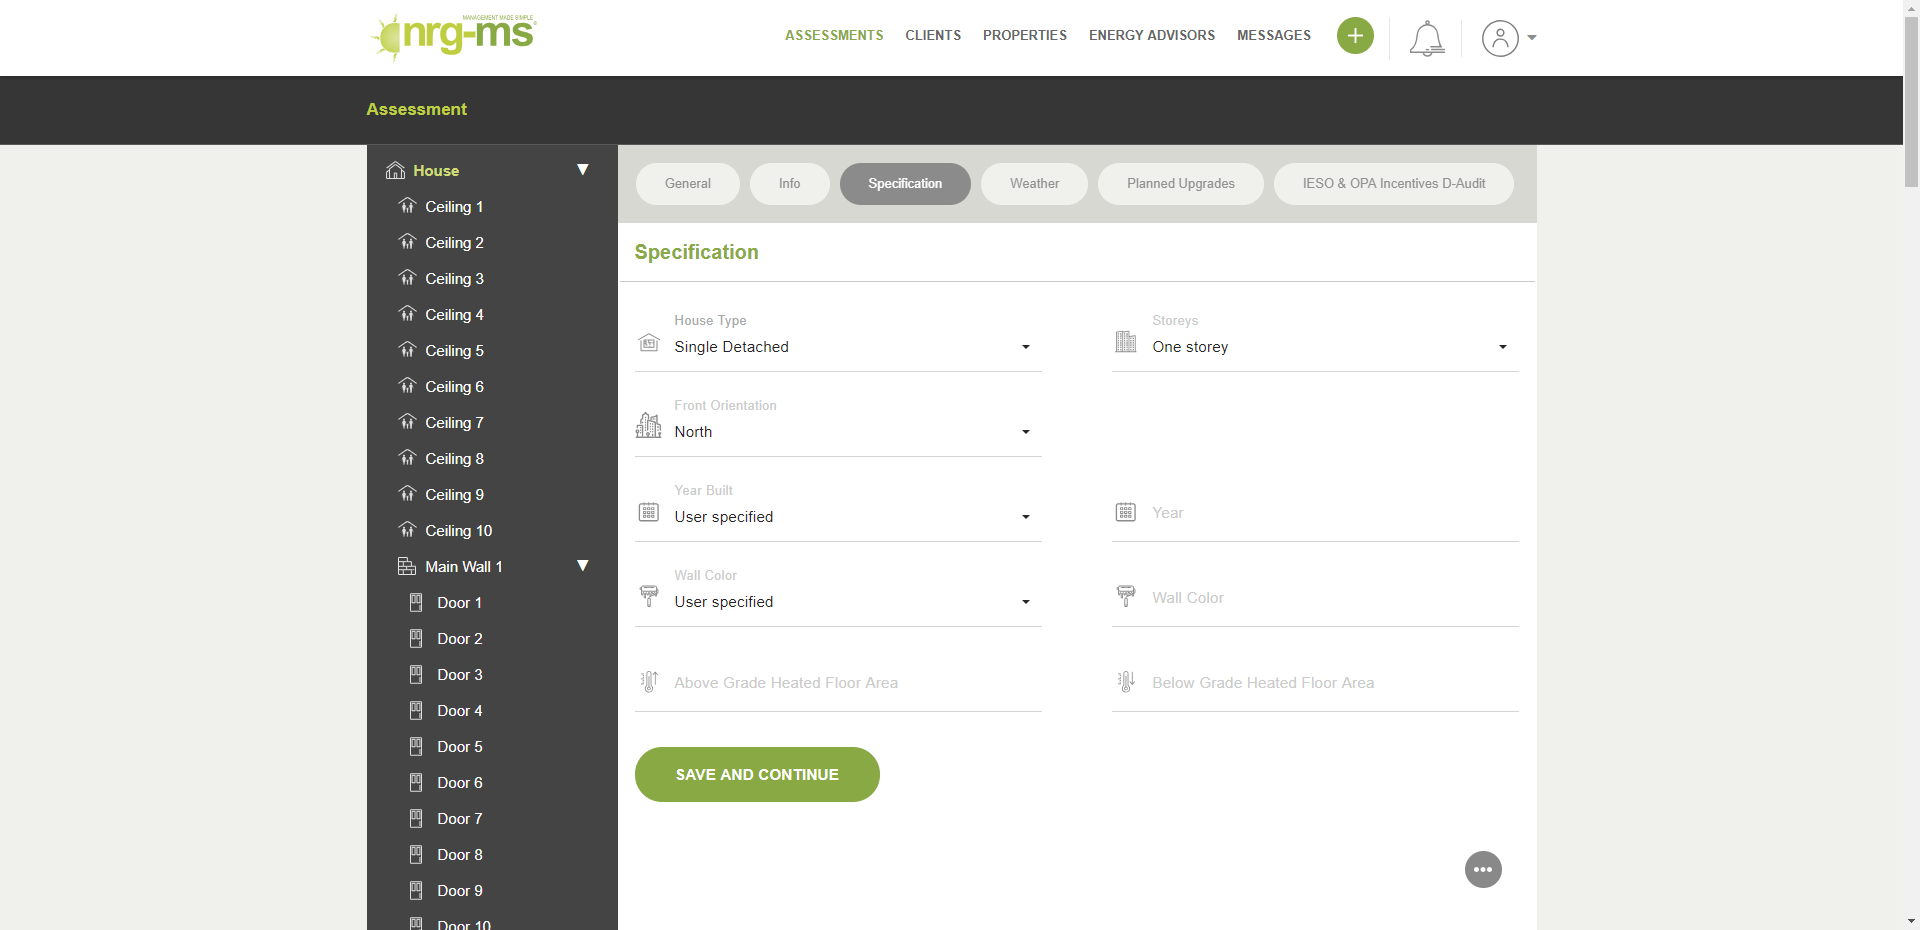 MANAGEMENT MADE SIMPLE
nrg-ms
ASSESSMENTS CLIENTS PROPERTIES ENERGY ADVISORS MESSAGES
Assessment
House
Ceiling 1
Ceiling 2
Ceiling 3
Ceiling 4
Ceiling 5
Ceiling 6
Ceiling 7
Ceiling 8
Ceiling 9
Ceiling 10
Main Wall 1
Door 1
Door 2
Door 3
Door 4
Door 5
Door 6
Door 7
Door 8
Door 9
Door 10
General Info Specification Weather Planned Upgrades IESO & OPA Incentives D-Audit
Specification
House Type
Single Detached
Storeys
One storey
Front Orientation
North
Year Built
User specified
Year
Wall Color
User specified
Wall Color
Above Grade Heated Floor Area
Below Grade Heated Floor Area
SAVE AND CONTINUE